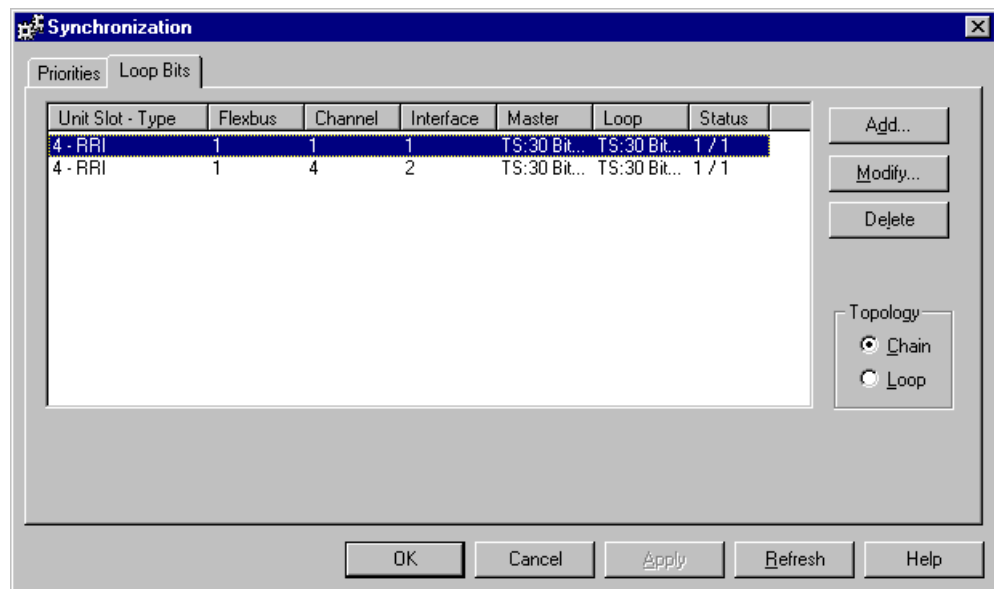 Synchronization
Priorities Loop Bits
Unit Slot - Type Flexbus Channel Interface Master Loop Status
4 - RRI 1 1 1 TS:30 Bit... TS:30 Bit... 1 / 1
4 - RRI 1 4 2 TS:30 Bit... TS:30 Bit... 1 / 1
Add...
Modify...
Delete
Topology
Chain
Loop
OK Cancel Apply Refresh Help